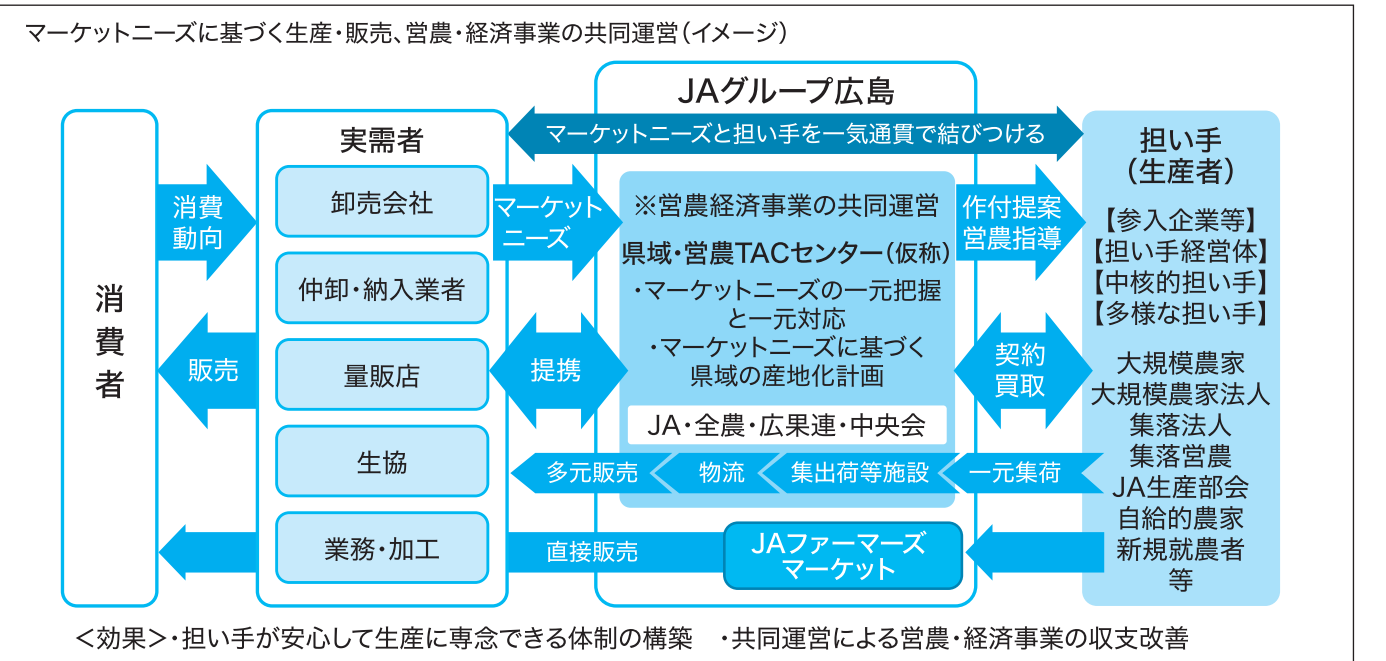 マーケットニーズに基づく生産・販売、営農・経済事業の共同運営（イメージ）
消
費
者
消費
動向
販売
実需者
卸売会社
仲卸・納入業者
量販店
生協
業務・加工
マーケット
ニーズ
提携
JAグループ広島
マーケットニーズと担い手を一気通貫で結びつける
※営農経済事業の共同運営
県域・営農TACセンター（仮称）
・マーケットニーズの一元把握
と一元対応
・マーケットニーズに基づく
県域の産地化計画
JA・全農・広果連・中央会
多元販売
物流
集出荷等施設
一元集荷
直接販売
JAファーマーズ
マーケット
作付提案
営農指導
契約
買取
担い手
（生産者）
【参入企業等】
【担い手経営体】
【中核的担い手】
【多様な担い手】
大規模農家
大規模農家法人
集落法人
集落営農
JA生産部会
自給的農家
新規就農者
等
＜効果＞・担い手が安心して生産に専念できる体制の構築　・共同運営による営農・経済事業の収支改善